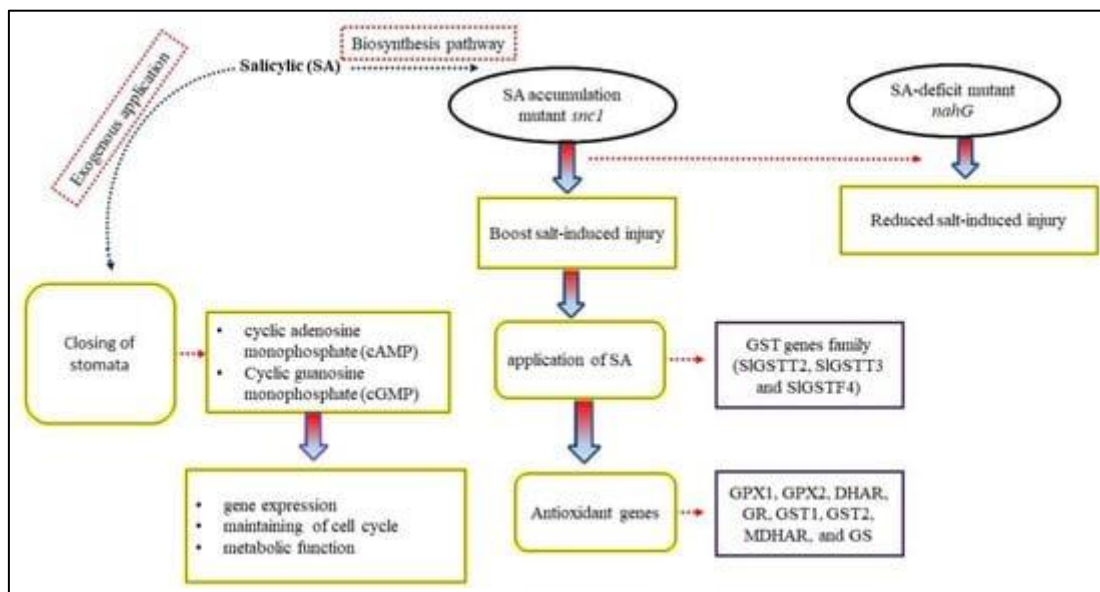 Biosynthesis pathway
Salicylic (SA)
Exogenous application
SA accumulation
mutant snc1
SA-deficit mutant
nahG
Boost salt-induced injury
Reduced salt-induced injury
Closing of
stomata
• cyclic adenosine
monophosphate (cAMP)
• Cyclic guanosine
monophosphate (cGMP)
application of SA
GST genes family
(SlGSTT2, SlGSTT3
and SlGSTF4)
• gene expression
• maintaining of cell cycle
• metabolic function
Antioxidant genes
GPX1, GPX2, DHAR,
GR, GST1, GST2,
MDHAR, and GS